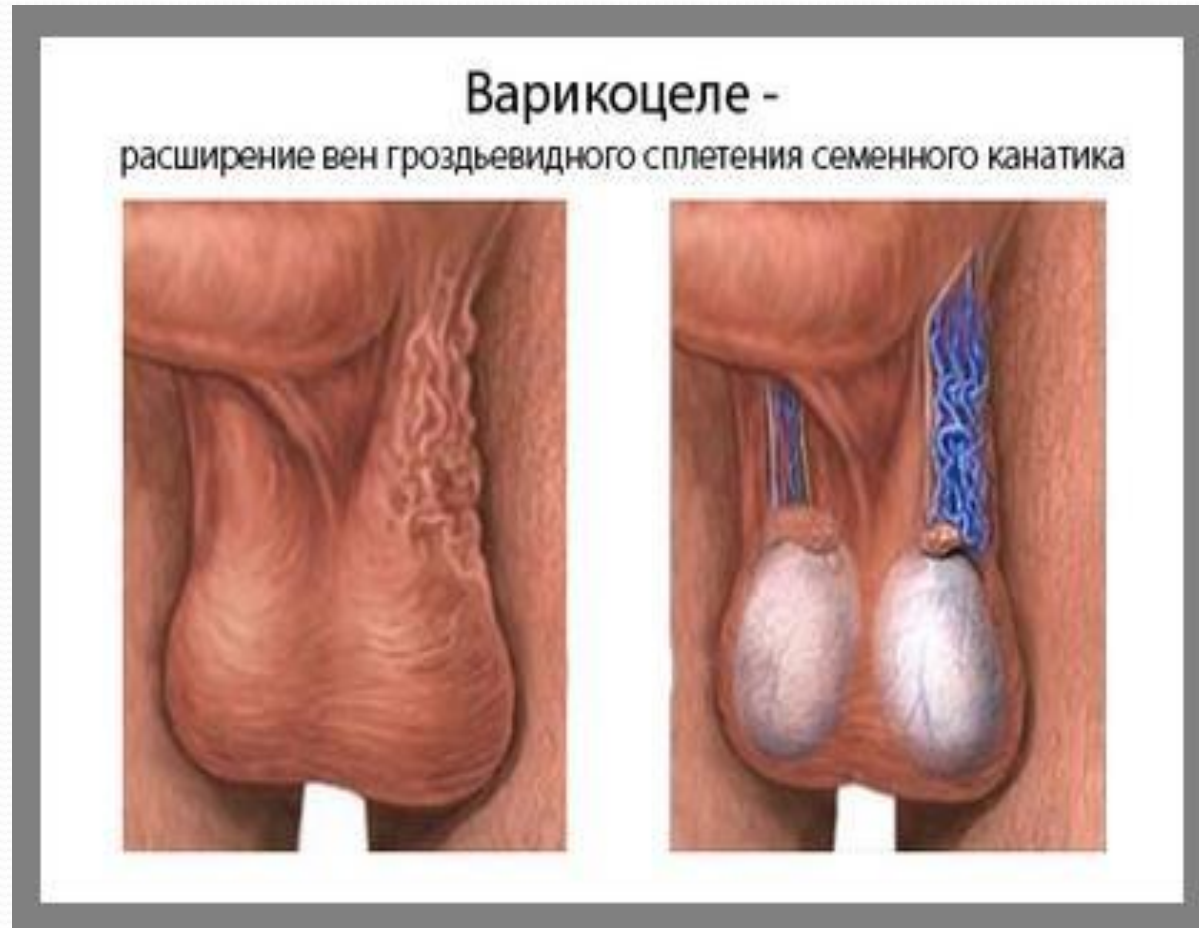 Варикоцеле -
расширение вен гроздьевидного сплетения семенного канатика